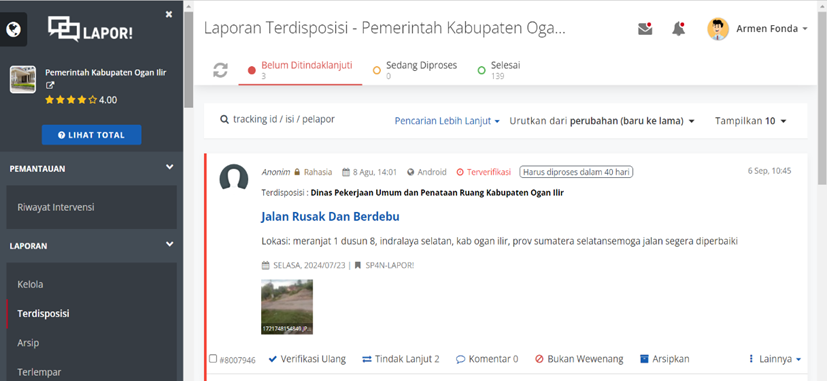 LAPOR!
Pemerintah Kabupaten Ogan Ilir
4.00
LIHAT TOTAL
PEMANTAUAN
Riwayat Intervensi
LAPORAN
Kelola
Terdisposisi
Arsip
Terlempar
Laporan Terdisposisi - Pemerintah Kabupaten Oga...
Armen Fonda
Belum Ditindaklanjuti
3
Sedang Diproses
0
Selesai
139
tracking id / isi / pelapor
Pencarian Lebih Lanjut
Urutkan dari perubahan (baru ke lama)
Tampilkan 10
Anonim Rahasia 8 Agu, 14:01 Android Terverifikasi Harus diproses dalam 40 hari 6 Sep, 10:45
Terdisposisi : Dinas Pekerjaan Umum dan Penataan Ruang Kabupaten Ogan Ilir
Jalan Rusak Dan Berdebu
Lokasi: meranjat 1 dusun 8, indralaya selatan, kab ogan ilir, prov sumatera selatansemoga jalan segera diperbaiki
SELASA, 2024/07/23 | SP4N-LAPOR!
#8007946 Verifikasi Ulang Tindak Lanjut 2 Komentar 0 Bukan Wewenang Arsipkan Lainnya